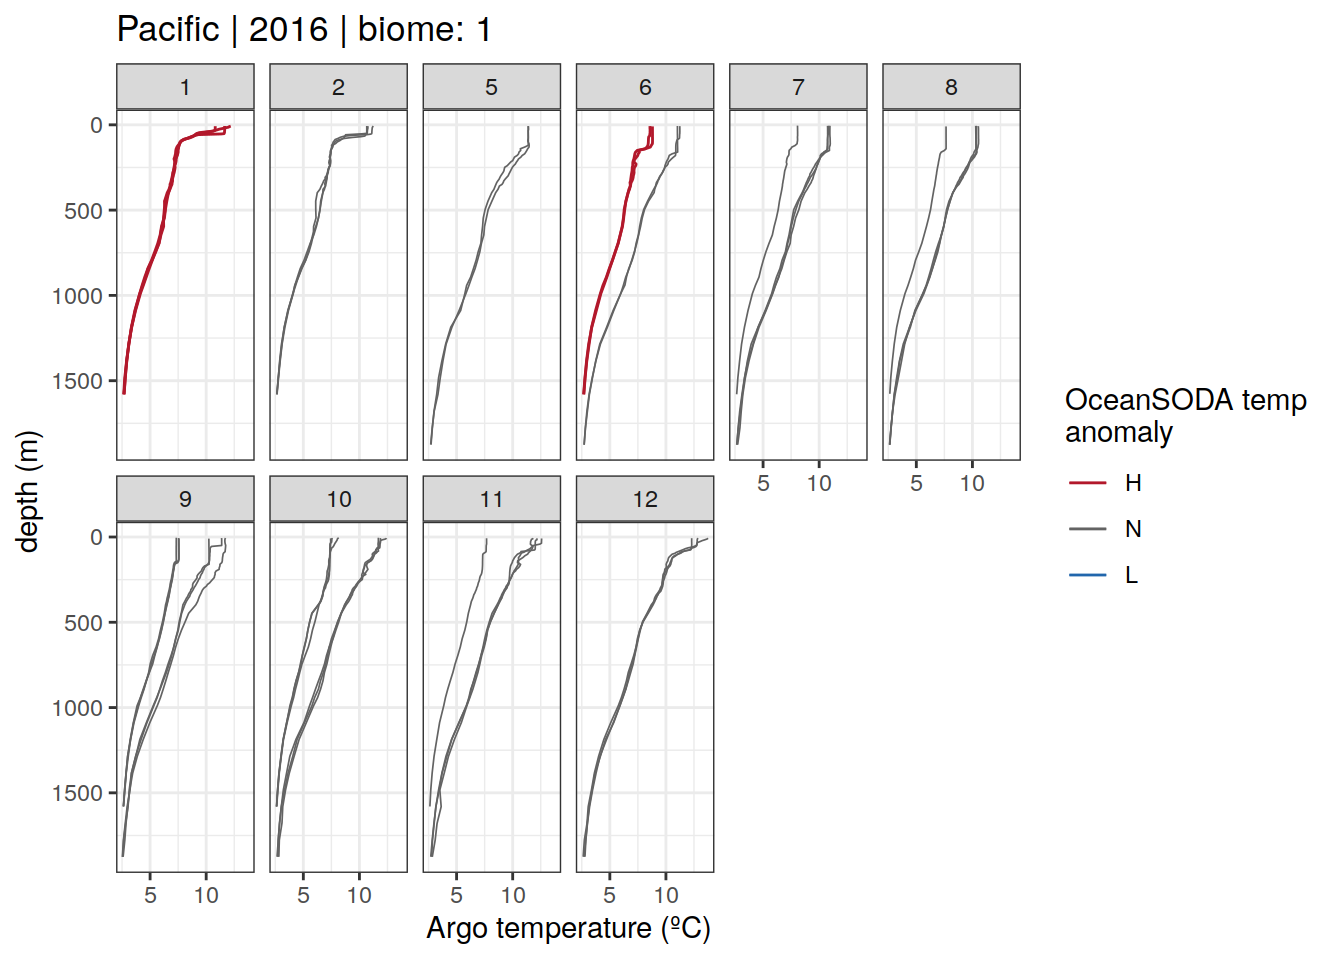 Pacific | 2016 | biome: 1
1 2 5 6 7 8
0
500
1000
1500
5 10 5 10
9 10 11 12
0
500
1000
1500
5 10 5 10 5 10 5 10
depth (m)
Argo temperature (ºC)
OceanSODA temp
anomaly
H
N
L